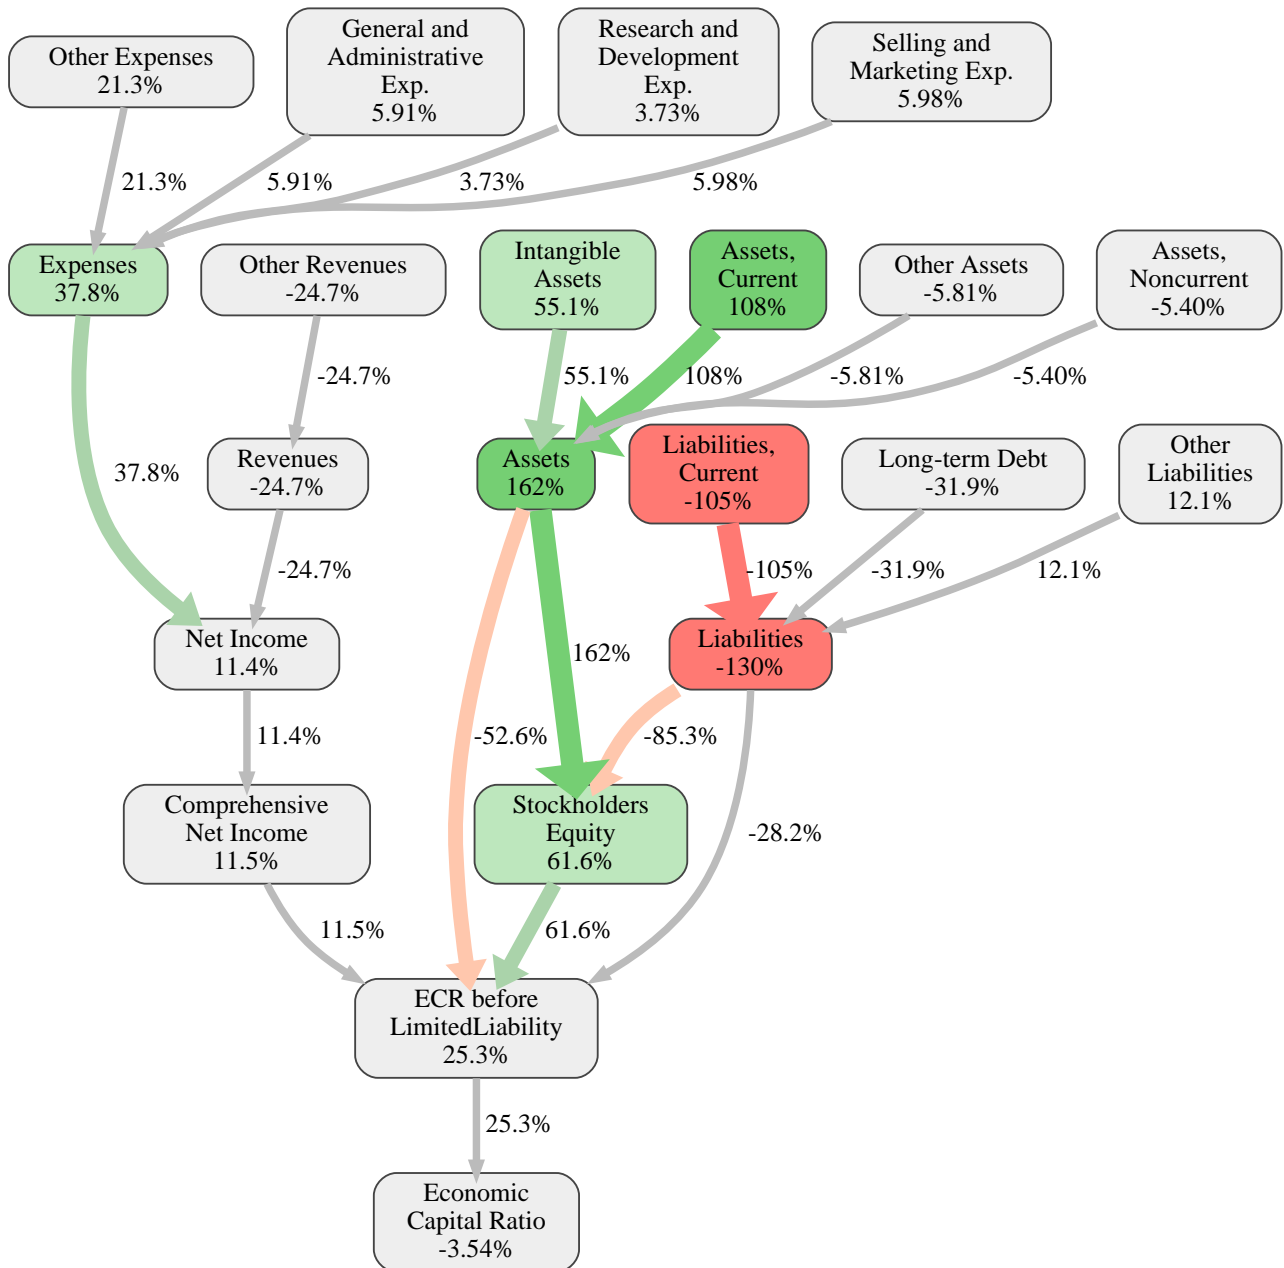 Other Expenses
21.3%
General and
Administrative
Exp.
5.91%
Research and
Development
Exp.
3.73%
Selling and
Marketing Exp.
5.98%
21.3%
5.91%
3.73%
5.98%
Expenses
37.8%
Other Revenues
-24.7%
Intangible
Assets
55.1%
Assets,
Current
108%
Other Assets
-5.81%
Assets,
Noncurrent
-5.40%
-24.7%
55.1%
108%
-5.81%
-5.40%
37.8%
Revenues
-24.7%
Assets
162%
Liabilities,
Current
-105%
Long-term Debt
-31.9%
Other
Liabilities
12.1%
-24.7%
-105%
-31.9%
12.1%
Net Income
11.4%
162%
Liabilities
-130%
11.4%
-52.6%
-85.3%
Comprehensive
Net Income
11.5%
Stockholders
Equity
61.6%
-28.2%
11.5%
61.6%
ECR before
LimitedLiability
25.3%
25.3%
Economic
Capital Ratio
-3.54%